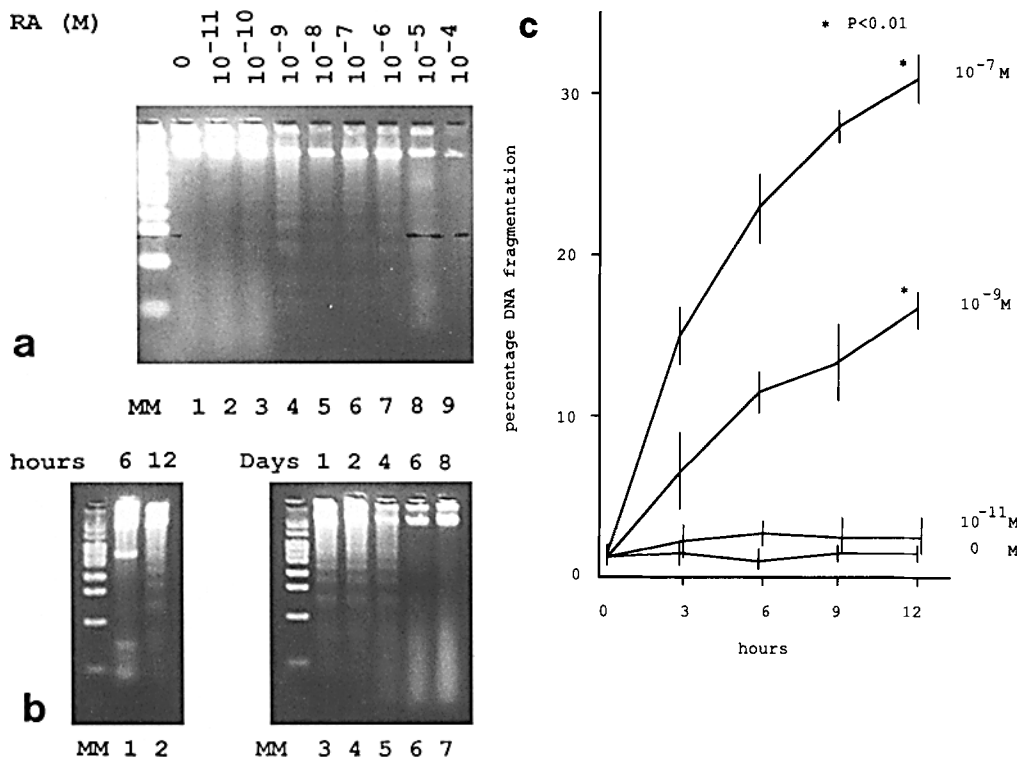 RA (M)
0 10-11 10-10 10-9 10-8 10-7 10-6 10-5 10-4
a
MM 1 2 3 4 5 6 7 8 9
hours 6 12
Days 1 2 4 6 8
b
MM 1 2
MM 3 4 5 6 7
c
* P<0.01
percentage DNA fragmentation
30
20
10
0
* 10-7 M
* 10-9 M
10-11 M
0 M
0 3 6 9 12
hours